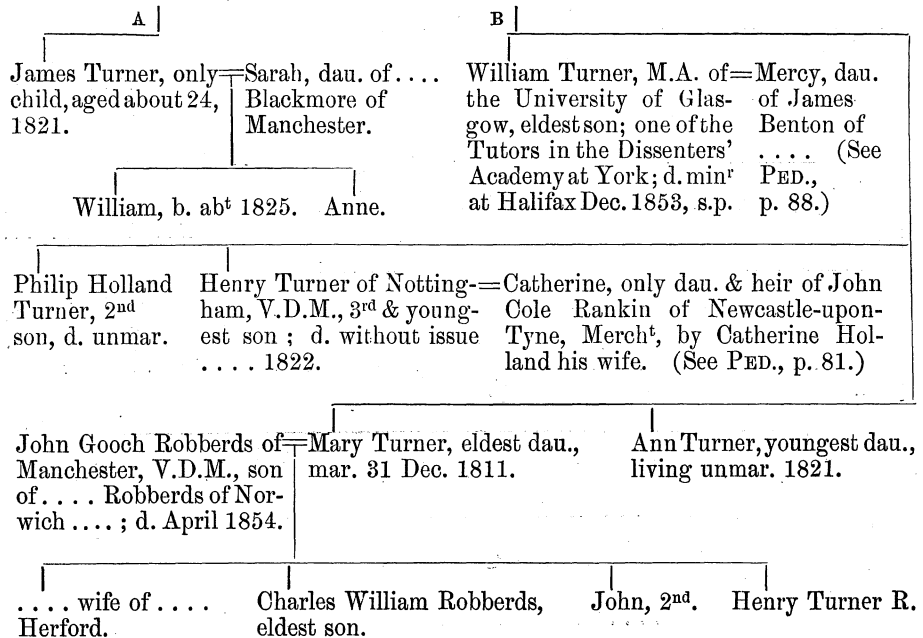 A
B
James Turner, only
child, aged about 24,
1821.
Sarah, dau. of . . . .
Blackmore of
Manchester.
William Turner, M.A. of
the University of Glas-
gow, eldest son; one of the
Tutors in the Dissenters'
Academy at York; d. minr
at Halifax Dec. 1853, s.p.
Mercy, dau.
of James
Benton of
. . . . (See
PED.,
p. 88.)
William, b. abt 1825.
Anne.
Philip Holland
Turner, 2nd
son, d. unmar.
Henry Turner of Notting-
ham, V.D.M., 3rd & young-
est son ; d. without issue
. . . . 1822.
Catherine, only dau. & heir of John
Cole Rankin of Newcastle-upon-
Tyne, Mercht, by Catherine Hol-
land his wife. (See PED., p. 81.)
John Gooch Robberds of
Manchester, V.D.M., son
of . . . . Robberds of Nor-
wich . . . . ; d. April 1854.
Mary Turner, eldest dau.,
mar. 31 Dec. 1811.
Ann Turner, youngest dau.,
living unmar. 1821.
. . . . wife of . . . .
Herford.
Charles William Robberds,
eldest son.
John, 2nd.
Henry Turner R.